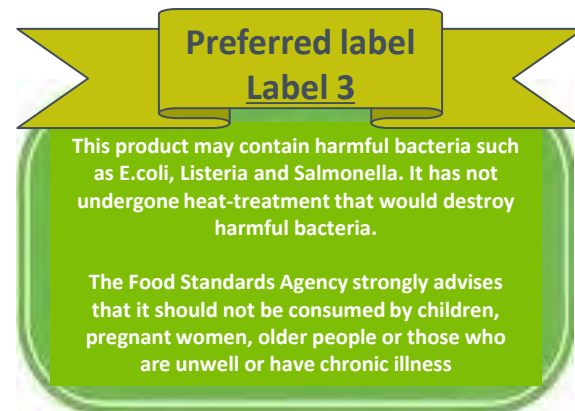 Preferred label
Label 3
This product may contain harmful bacteria such
as E.coli, Listeria and Salmonella. It has not
undergone heat-treatment that would destroy
harmful bacteria.
The Food Standards Agency strongly advises
that it should not be consumed by children,
pregnant women, older people or those who
are unwell or have chronic illness